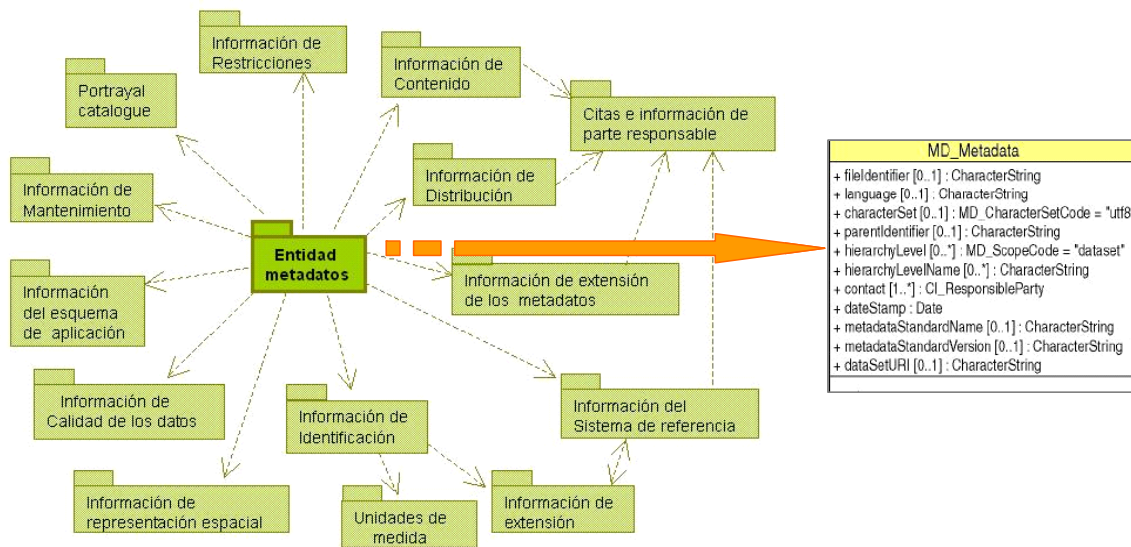 Información de
Restricciones
Información de
Contenido
Portrayal
catalogue
Citas e información de
parte responsable
Información de
Mantenimiento
Información de
Distribución
Entidad
metadatos
Información de extensión
de los metadatos
Información
del esquema
de aplicación
Información de
Calidad de los datos
Información de
Identificación
Información del
Sistema de referencia
Información de
representación espacial
Unidades de
medida
Información de
extensión
MD_Metadata
+ fileIdentifier [0..1] : CharacterString
+ language [0..1] : CharacterString
+ characterSet [0..1] : MD_CharacterSetCode = "utf8
+ parentIdentifier [0..1] : CharacterString
+ hierarchyLevel [0..*] : MD_ScopeCode = "dataset"
+ hierarchyLevelName [0..*] : CharacterString
+ contact [1..*] : CI_ResponsibleParty
+ dateStamp : Date
+ metadataStandardName [0..1] : CharacterString
+ metadataStandardVersion [0..1] : CharacterString
+ dataSetURI [0..1] : CharacterString